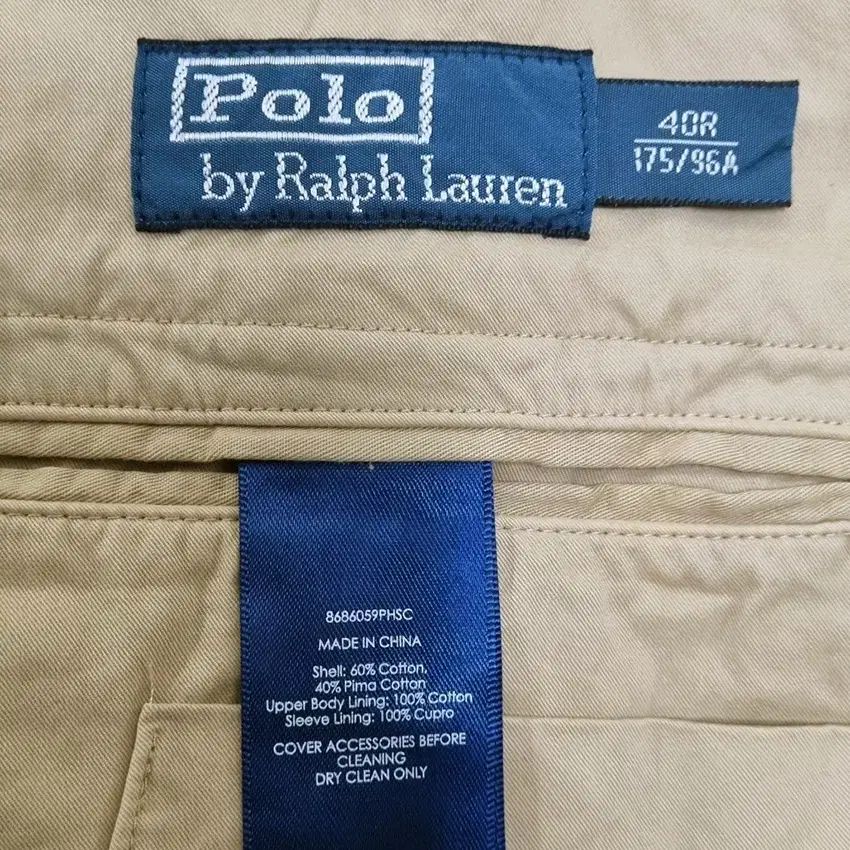 Polo
by Ralph Lauren
40R
175/96A
8686059PHSC
MADE IN CHINA
Shell: 60% Cotton,
40% Pima Cotton
Upper Body Lining: 100% Cotton
Sleeve Lining: 100% Cupro
COVER ACCESSORIES BEFORE
CLEANING
DRY CLEAN ONLY